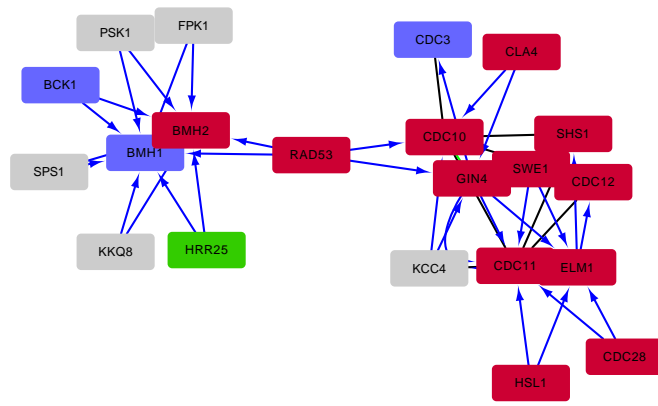 FPK1
PSK1
CDC3
CLA4
BCK1
BMH2
CDC10
SHS1
BMH1
RAD53
SWE1
SPS1
GIN4
CDC12
KKQ8
HRR25
KCC4
CDC11
ELM1
CDC28
HSL1